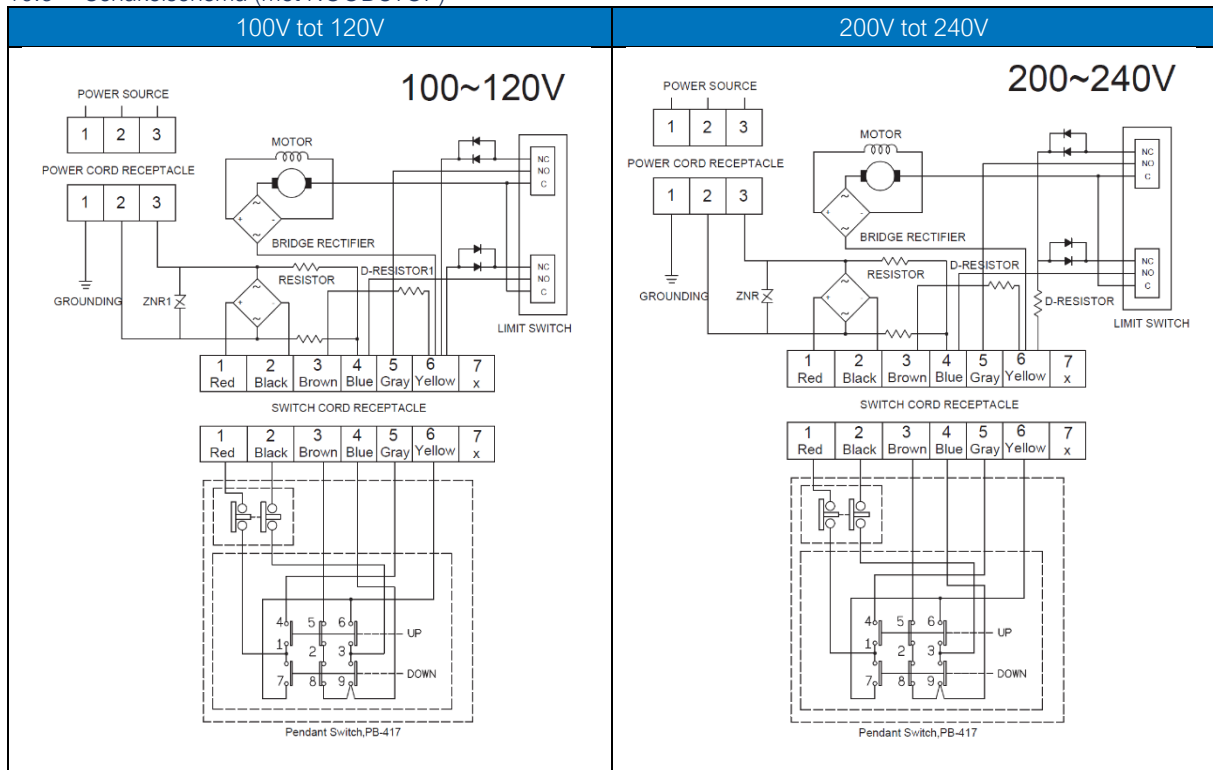 100V tot 120V
200V tot 240V
100~120V
POWER SOURCE
1 2 3
POWER CORD RECEPTACLE
1 2 3
MOTOR
+ ~ - ~
BRIDGE RECTIFIER
NC
NO
C
RESISTOR
D-RESISTOR1
GROUNDING
ZNR1
+ ~ - ~
NC
NO
C
LIMIT SWITCH
1 2 3 4 5 6 7
Red Black Brown Blue Gray Yellow x
SWITCH CORD RECEPTACLE
1 2 3 4 5 6 7
Red Black Brown Blue Gray Yellow x
4 5 6
UP
1 2 3
DOWN
7 8 9
Pendant Switch,PB-417
200~240V
POWER SOURCE
1 2 3
POWER CORD RECEPTACLE
1 2 3
MOTOR
+ ~ - ~
BRIDGE RECTIFIER
NC
NO
C
RESISTOR
D-RESISTOR
GROUNDING
ZNR
+ ~ - ~
NC
NO
C
D-RESISTOR
LIMIT SWITCH
1 2 3 4 5 6 7
Red Black Brown Blue Gray Yellow x
SWITCH CORD RECEPTACLE
1 2 3 4 5 6 7
Red Black Brown Blue Gray Yellow x
4 5 6
UP
1 2 3
DOWN
7 8 9
Pendant Switch,PB-417